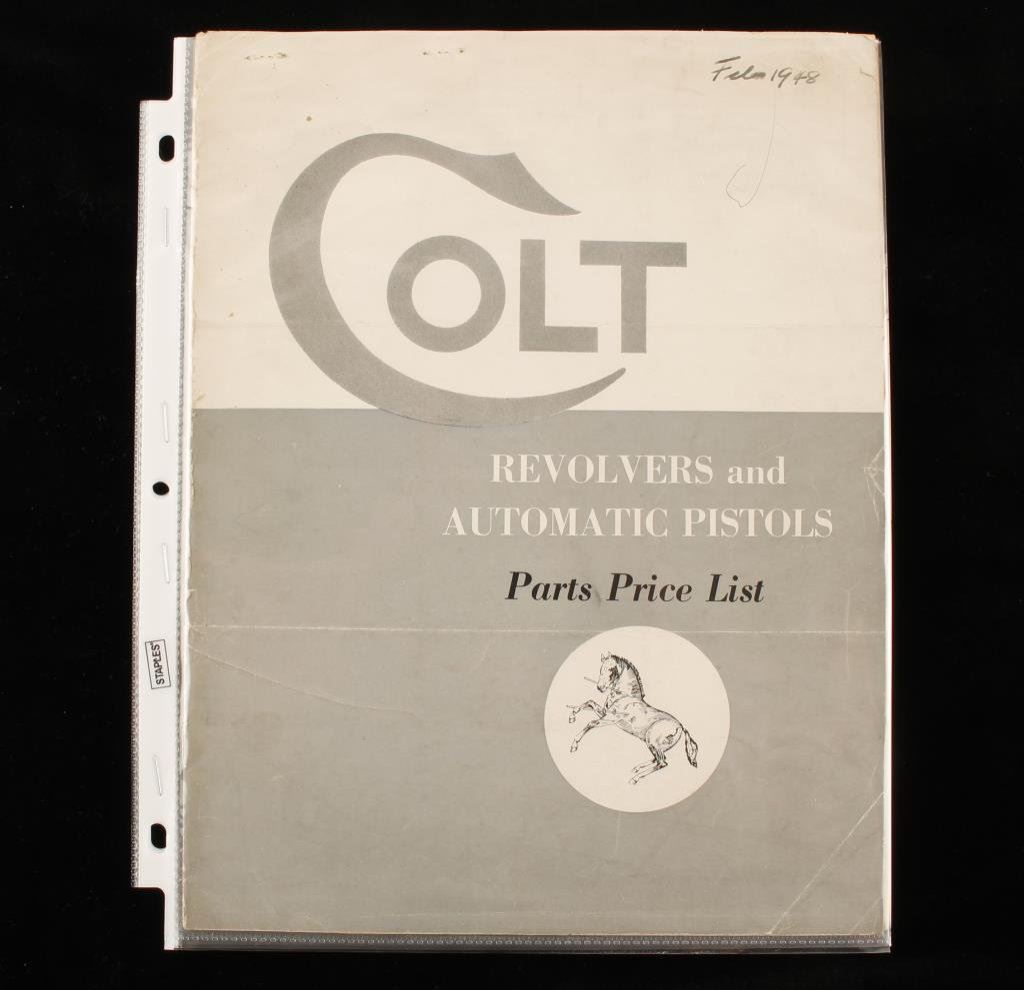 Feb 1948
COLT
REVOLVERS and
AUTOMATIC PISTOLS
Parts Price List
STAPLES